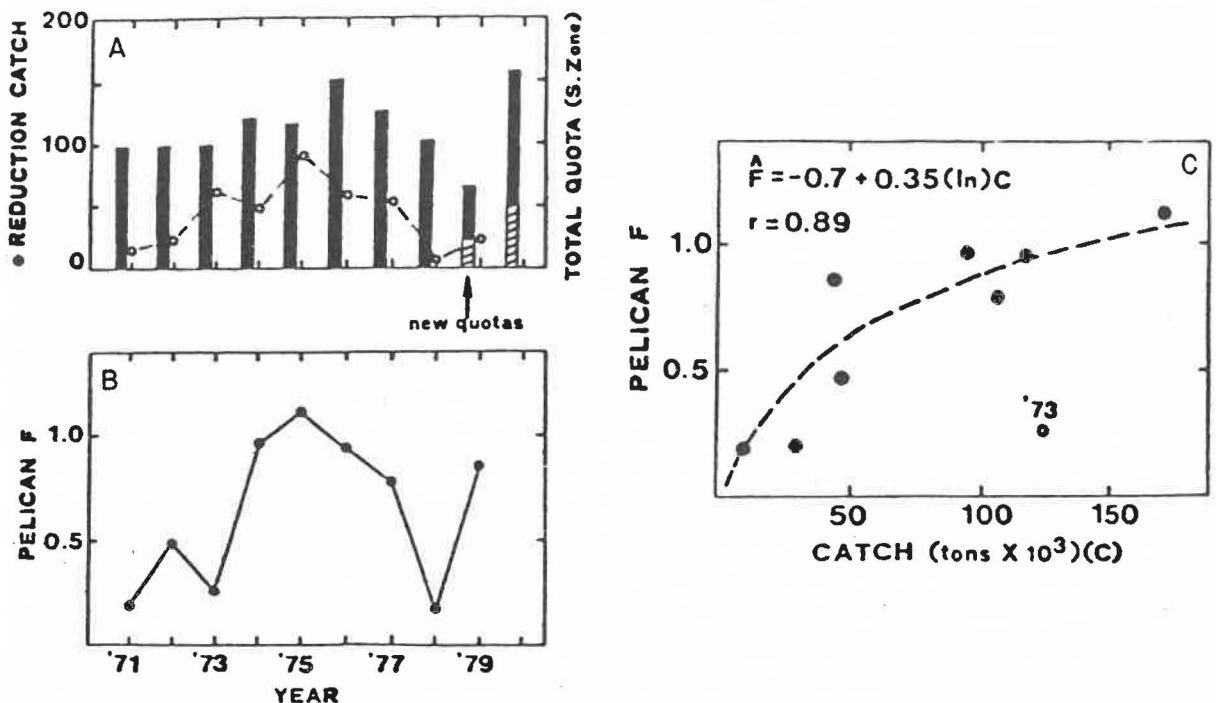 A
● REDUCTION CATCH
200
100
0
TOTAL QUOTA (S. Zone)
new quotas
B
PELICAN F
1.0
0.5
'71 '73 '75 '77 '79
YEAR
C
F̂ = -0.7 + 0.35(ln)C
r = 0.89
PELICAN F
1.0
0.5
'73
50 100 150
CATCH (tons X 10³)(C)